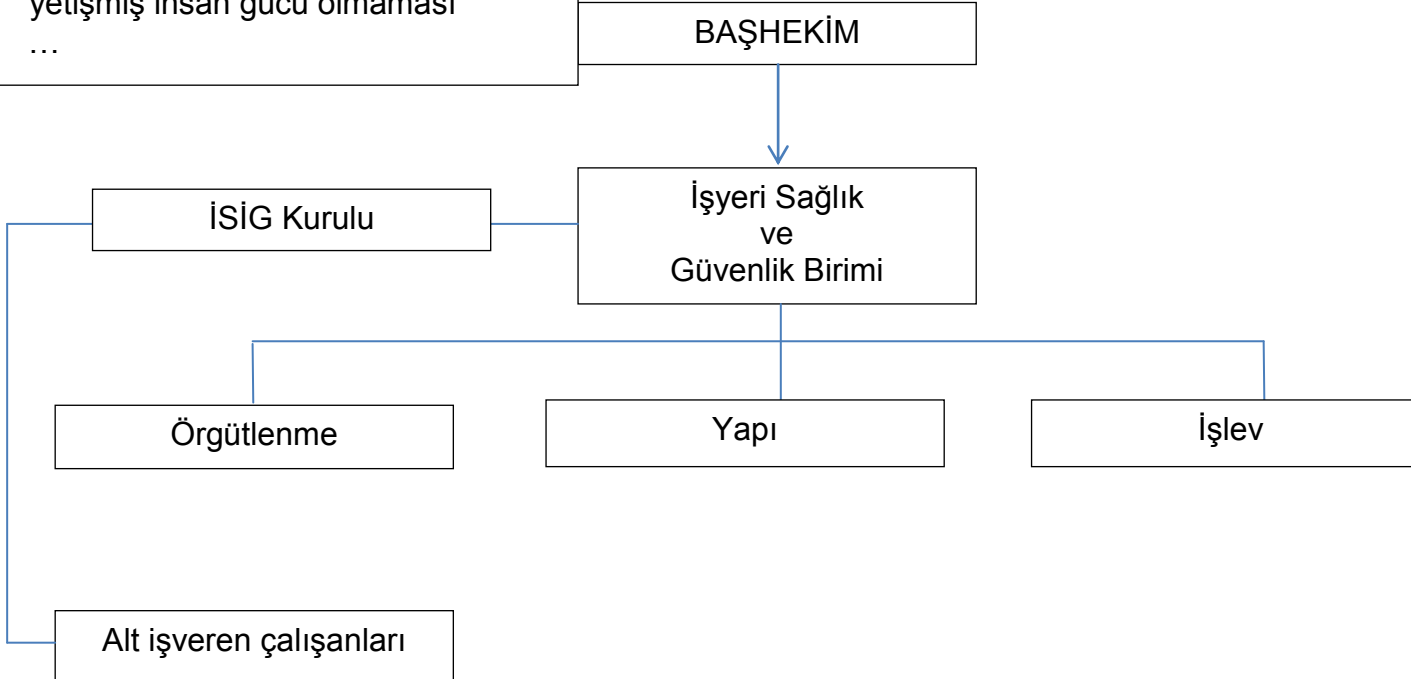 yetişmiş insan gücü olmaması
…
BAŞHEKİM
İşyeri Sağlık
ve
Güvenlik Birimi
İSİG Kurulu
Örgütlenme
Yapı
İşlev
Alt işveren çalışanları